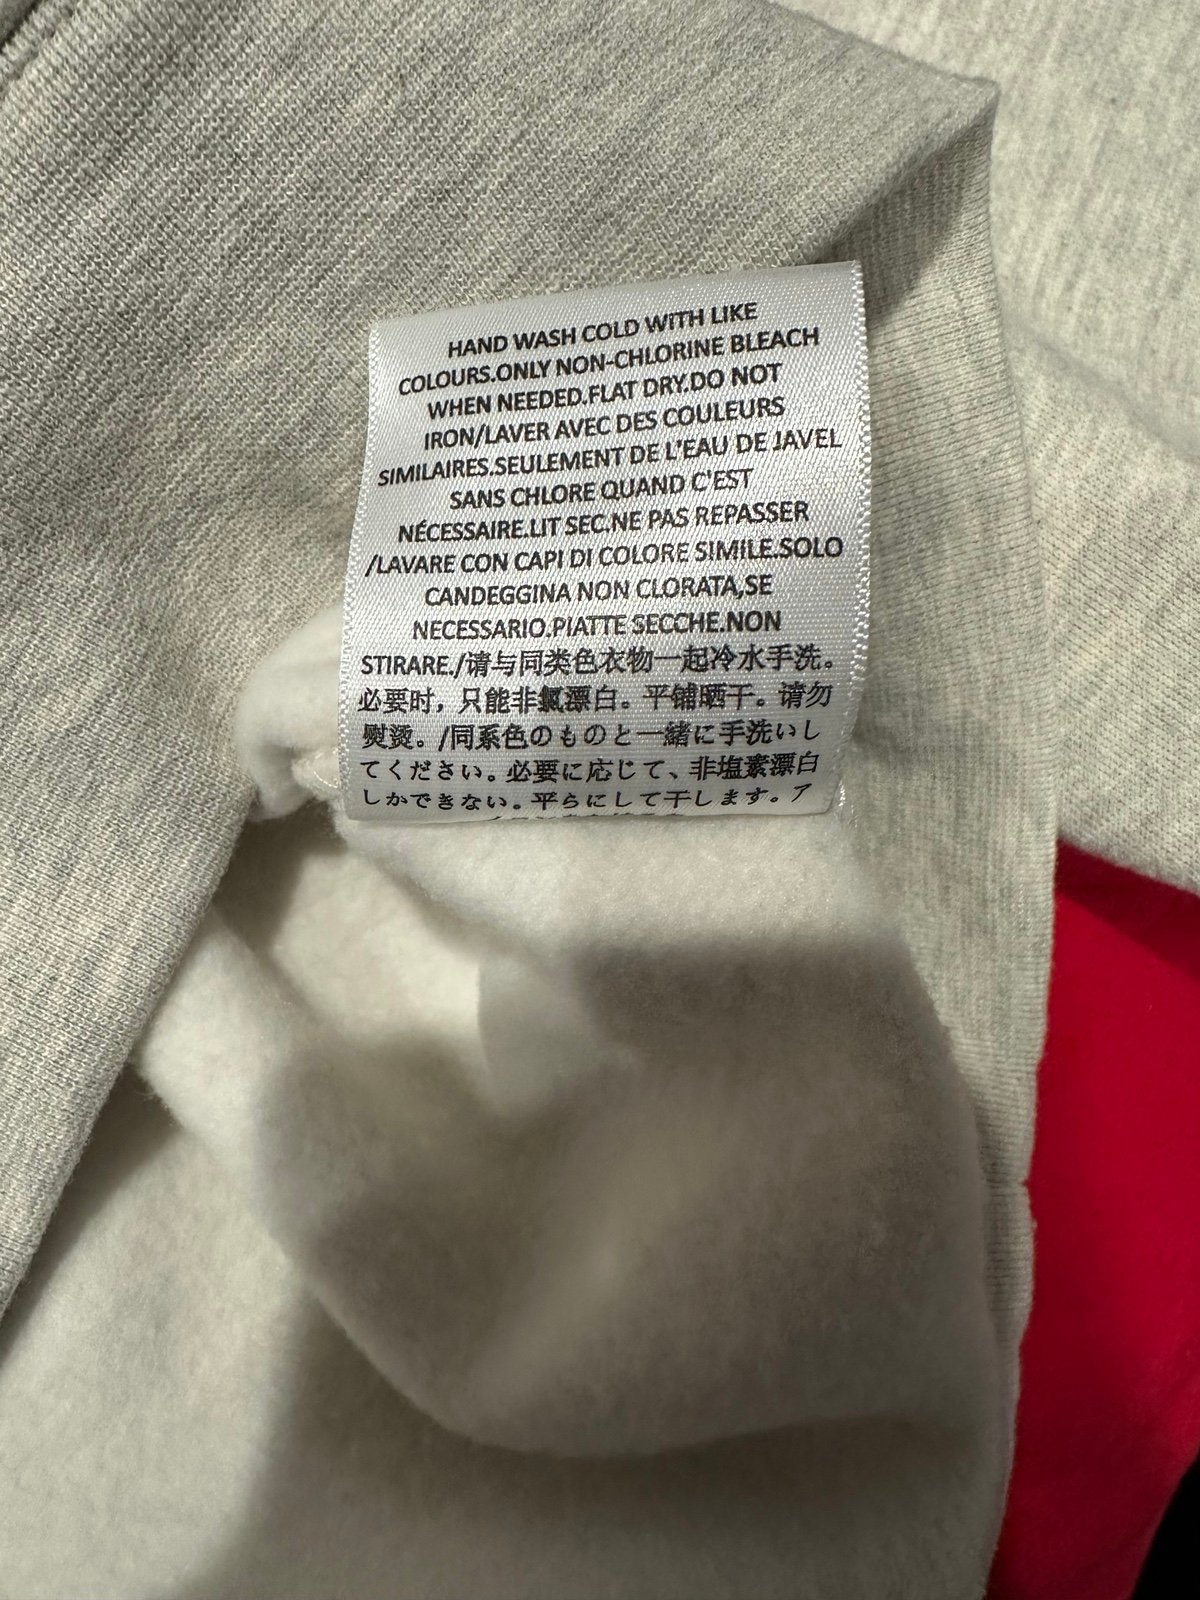 HAND WASH COLD WITH LIKE
COLOURS.ONLY NON-CHLORINE BLEACH
WHEN NEEDED.FLAT DRY.DO NOT
IRON/LAVER AVEC DES COULEURS
SIMILAIRES.SEULEMENT DE L'EAU DE JAVEL
SANS CHLORE QUAND C'EST
NÉCESSAIRE.LIT SEC.NE PAS REPASSER
/LAVARE CON CAPI DI COLORE SIMILE.SOLO
CANDEGGINA NON CLORATA,SE
NECESSARIO.PIATTE SECCHE.NON
STIRARE./请与同类色衣物一起冷水手洗。
必要时，只能非氯漂白。平铺晒干。请勿
熨烫。/同系色のものと一緒に手洗いし
てください。必要に応じて、非塩素漂白
しかできない。平らにして干します。ア